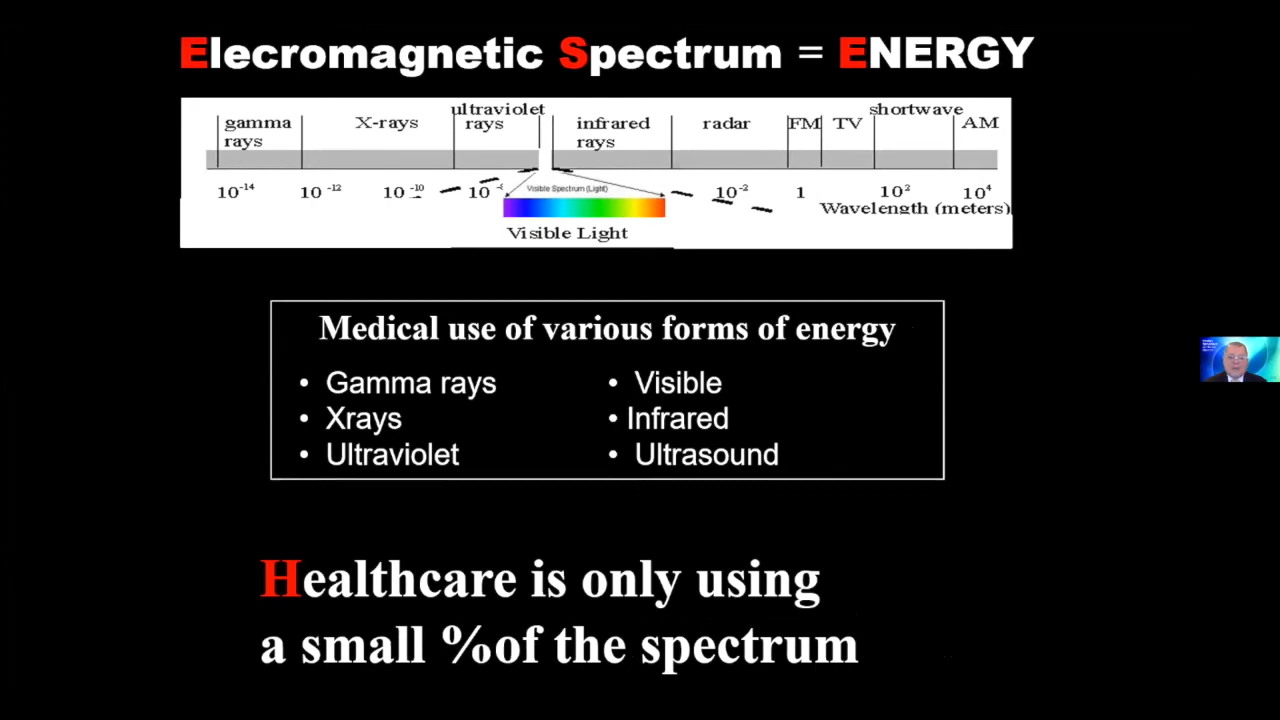 Elecromagnetic Spectrum = ENERGY
ultraviolet shortwave
gamma X-rays rays infrared radar FM TV AM
rays rays
10-14 10-12 10-10 10 Visible Spectrum (Light) 10-2 1 10² 10⁴
Wavelength (meters)
Visible Light
Medical use of various forms of energy
• Gamma rays • Visible
• Xrays • Infrared
• Ultraviolet • Ultrasound
Healthcare is only using
a small %of the spectrum